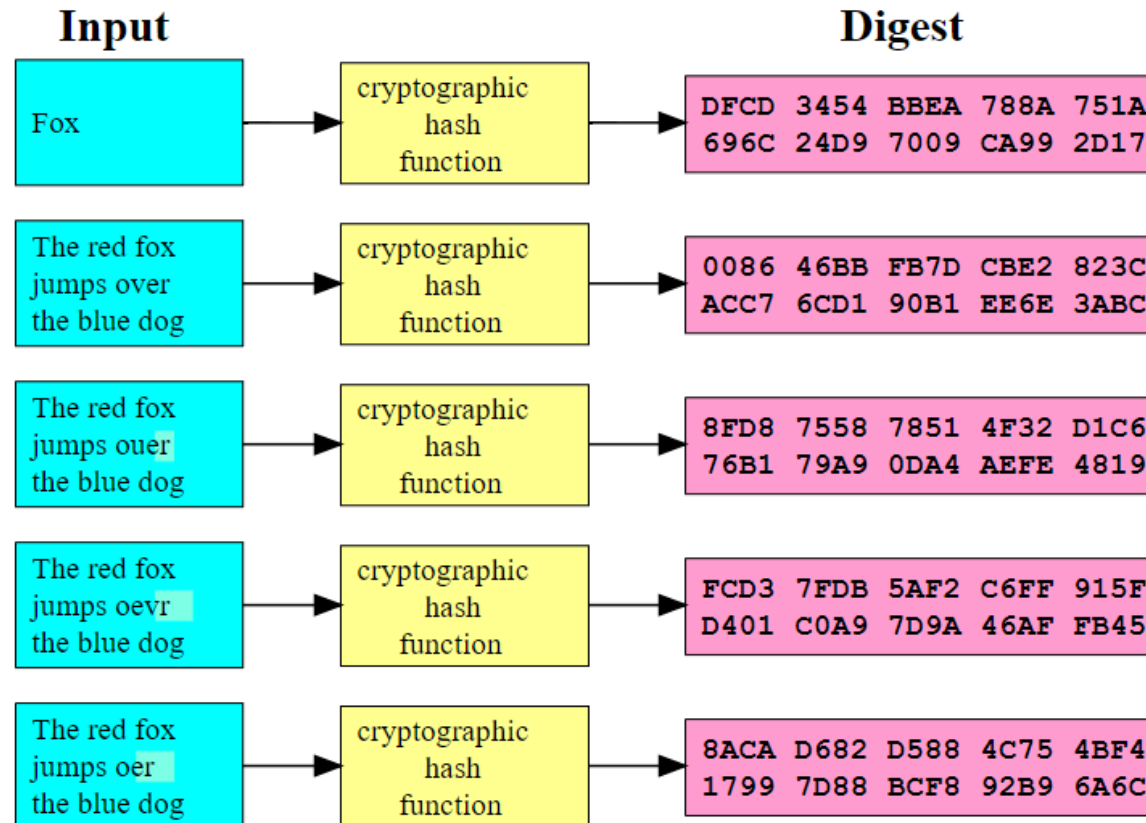 Input
Digest
Fox
cryptographic
hash
function
DFCD 3454 BBEA 788A 751A
696C 24D9 7009 CA99 2D17
The red fox
jumps over
the blue dog
cryptographic
hash
function
0086 46BB FB7D CBE2 823C
ACC7 6CD1 90B1 EE6E 3ABC
The red fox
jumps ouer
the blue dog
cryptographic
hash
function
8FD8 7558 7851 4F32 D1C6
76B1 79A9 0DA4 AEFE 4819
The red fox
jumps oevr
the blue dog
cryptographic
hash
function
FCD3 7FDB 5AF2 C6FF 915F
D401 C0A9 7D9A 46AF FB45
The red fox
jumps oer
the blue dog
cryptographic
hash
function
8ACA D682 D588 4C75 4BF4
1799 7D88 BCF8 92B9 6A6C